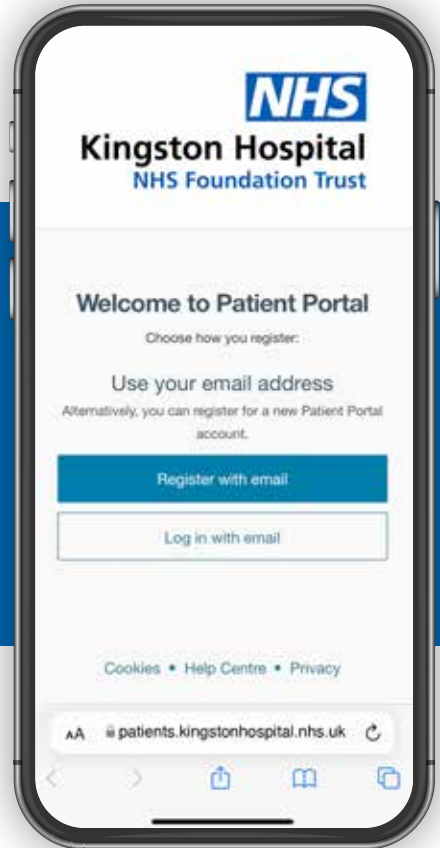 NHS
Kingston Hospital
NHS Foundation Trust
Welcome to Patient Portal
Choose how you register:
Use your email address
Alternatively, you can register for a new Patient Portal
account.
Register with email
Log in with email
Cookies • Help Centre • Privacy
AA patients.kingstonhospital.nhs.uk